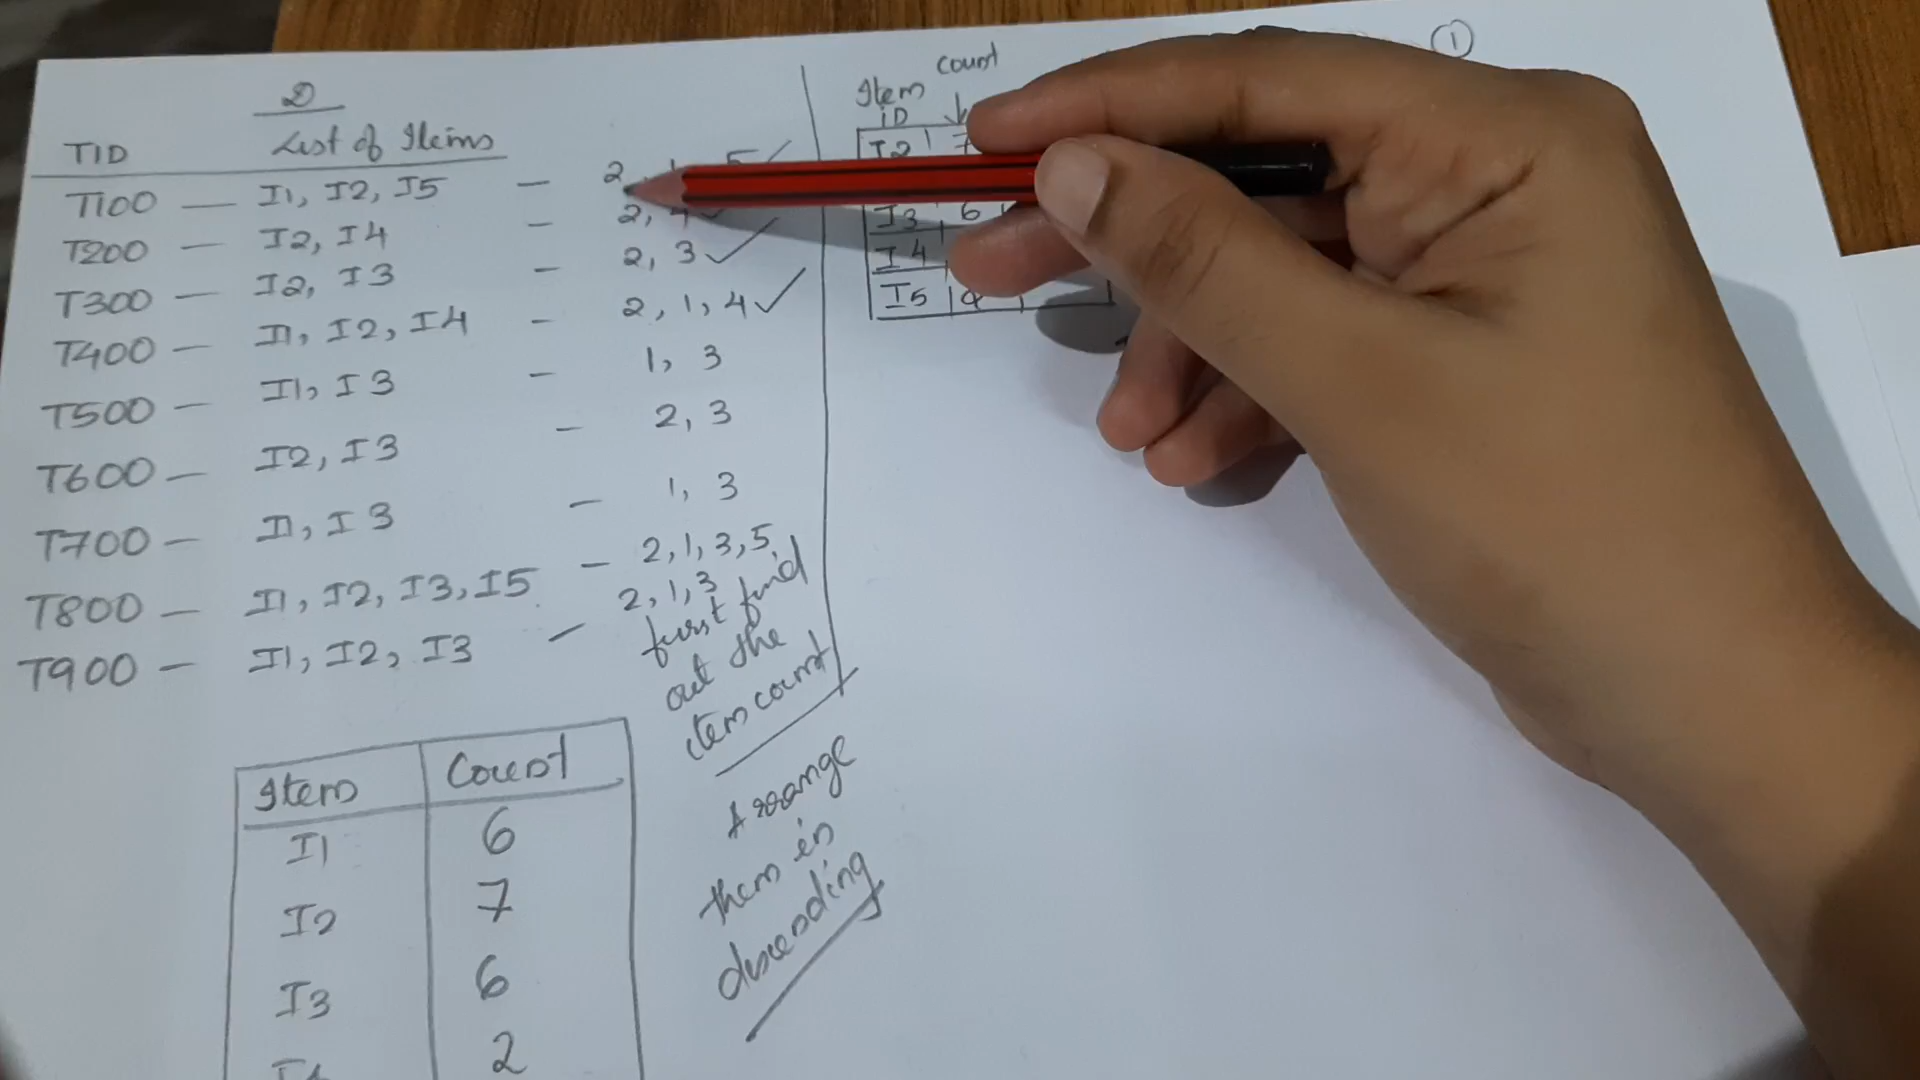 D
TID List of Items
T100 — I1, I2, I5 — 2, 1, 5 ✓
T200 — I2, I4 — 2, 4 ✓
T300 — I2, I3 — 2, 3 ✓
T400 — I1, I2, I4 — 2, 1, 4 ✓
T500 — I1, I3 — 1, 3
T600 — I2, I3 — 2, 3
T700 — I1, I3 — 1, 3
T800 — I1, I2, I3, I5 — 2, 1, 3, 5
T900 — I1, I2, I3 — 2, 1, 3
first find
out the
item count
Arrange
them in
descending
Item Count
I1 6
I2 7
I3 6
2
1
Count
Item
ID
I2 7
I3 6
I4
I5 2